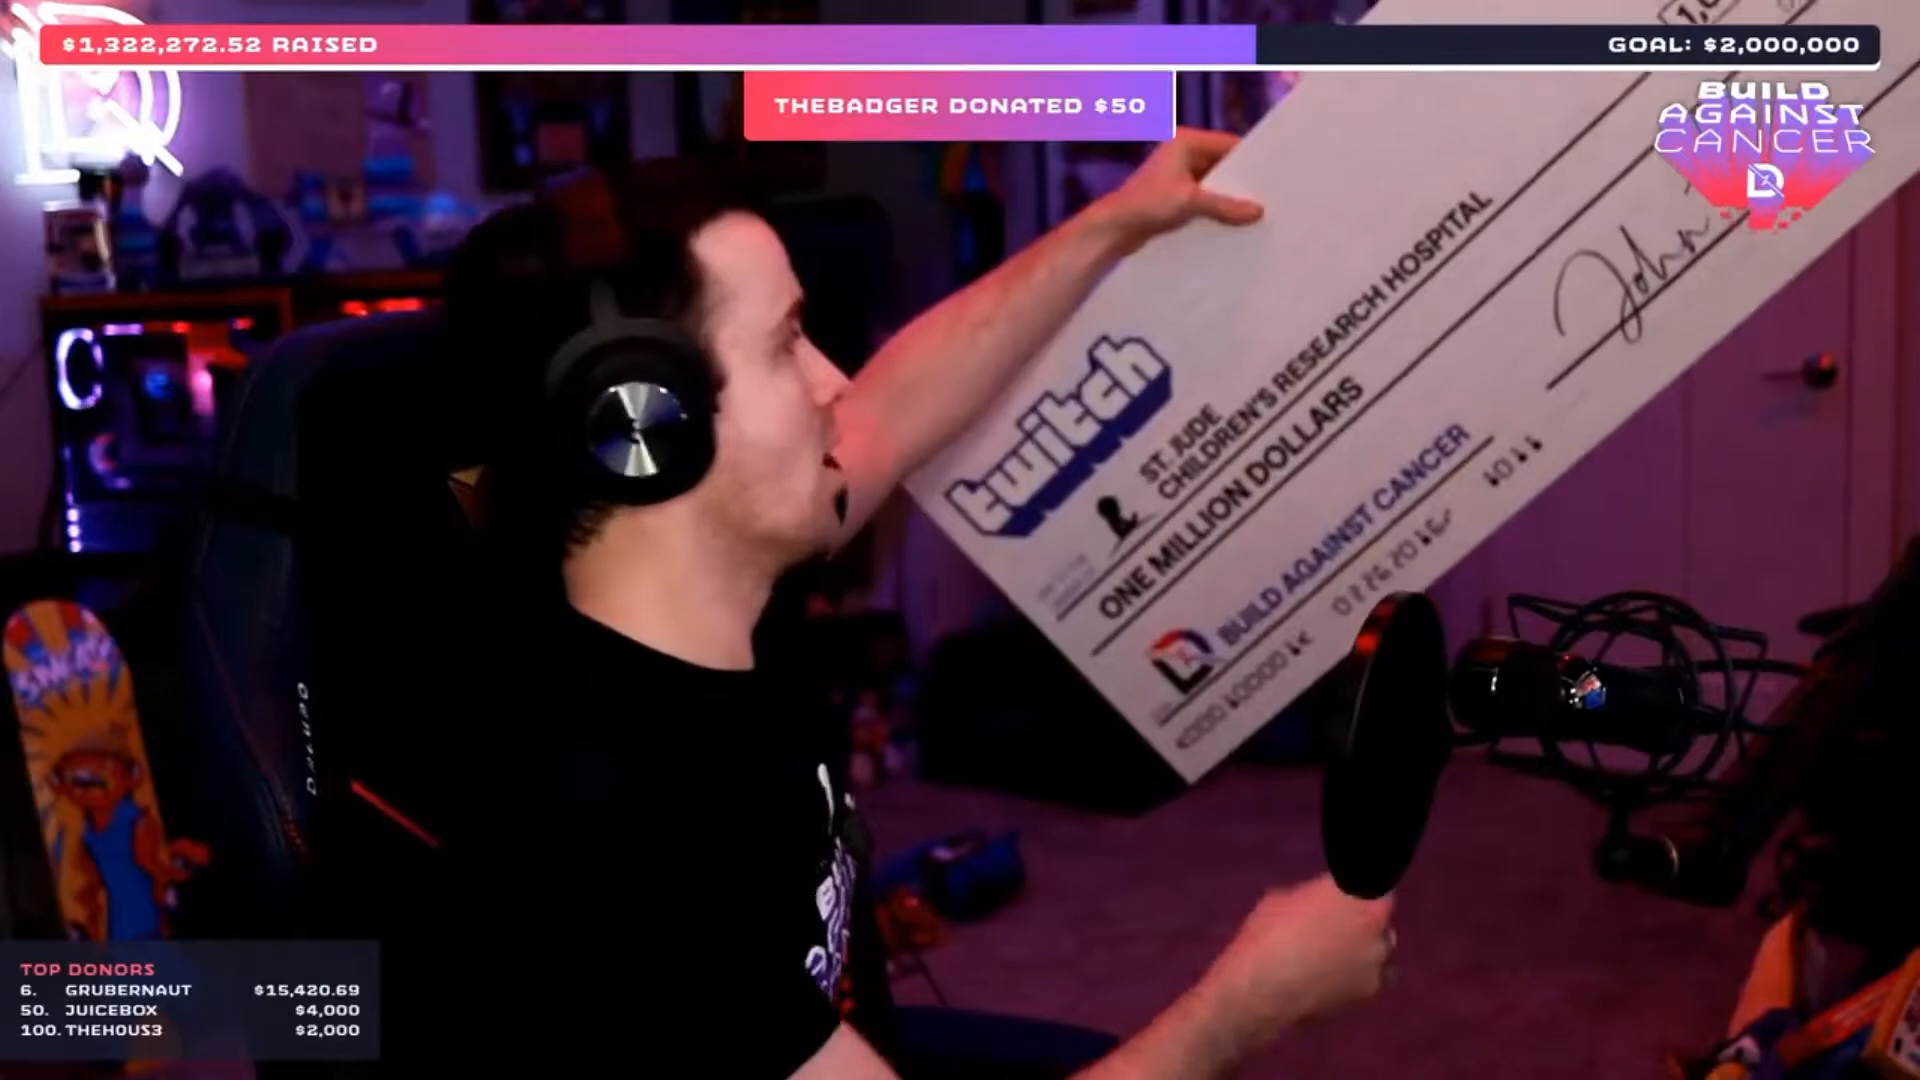 $1,322,272.52 RAISED
GOAL: $2,000,000
THEBADGER DONATED $50
BUILD
AGAINST
CANCER
twitch
ST. JUDE
CHILDREN'S RESEARCH HOSPITAL
ONE MILLION DOLLARS
BUILD AGAINST CANCER
John
TOP DONORS
6. GRUBERNAUT $15,420.69
50. JUICEBOX $4,000
100. THEHOUS3 $2,000